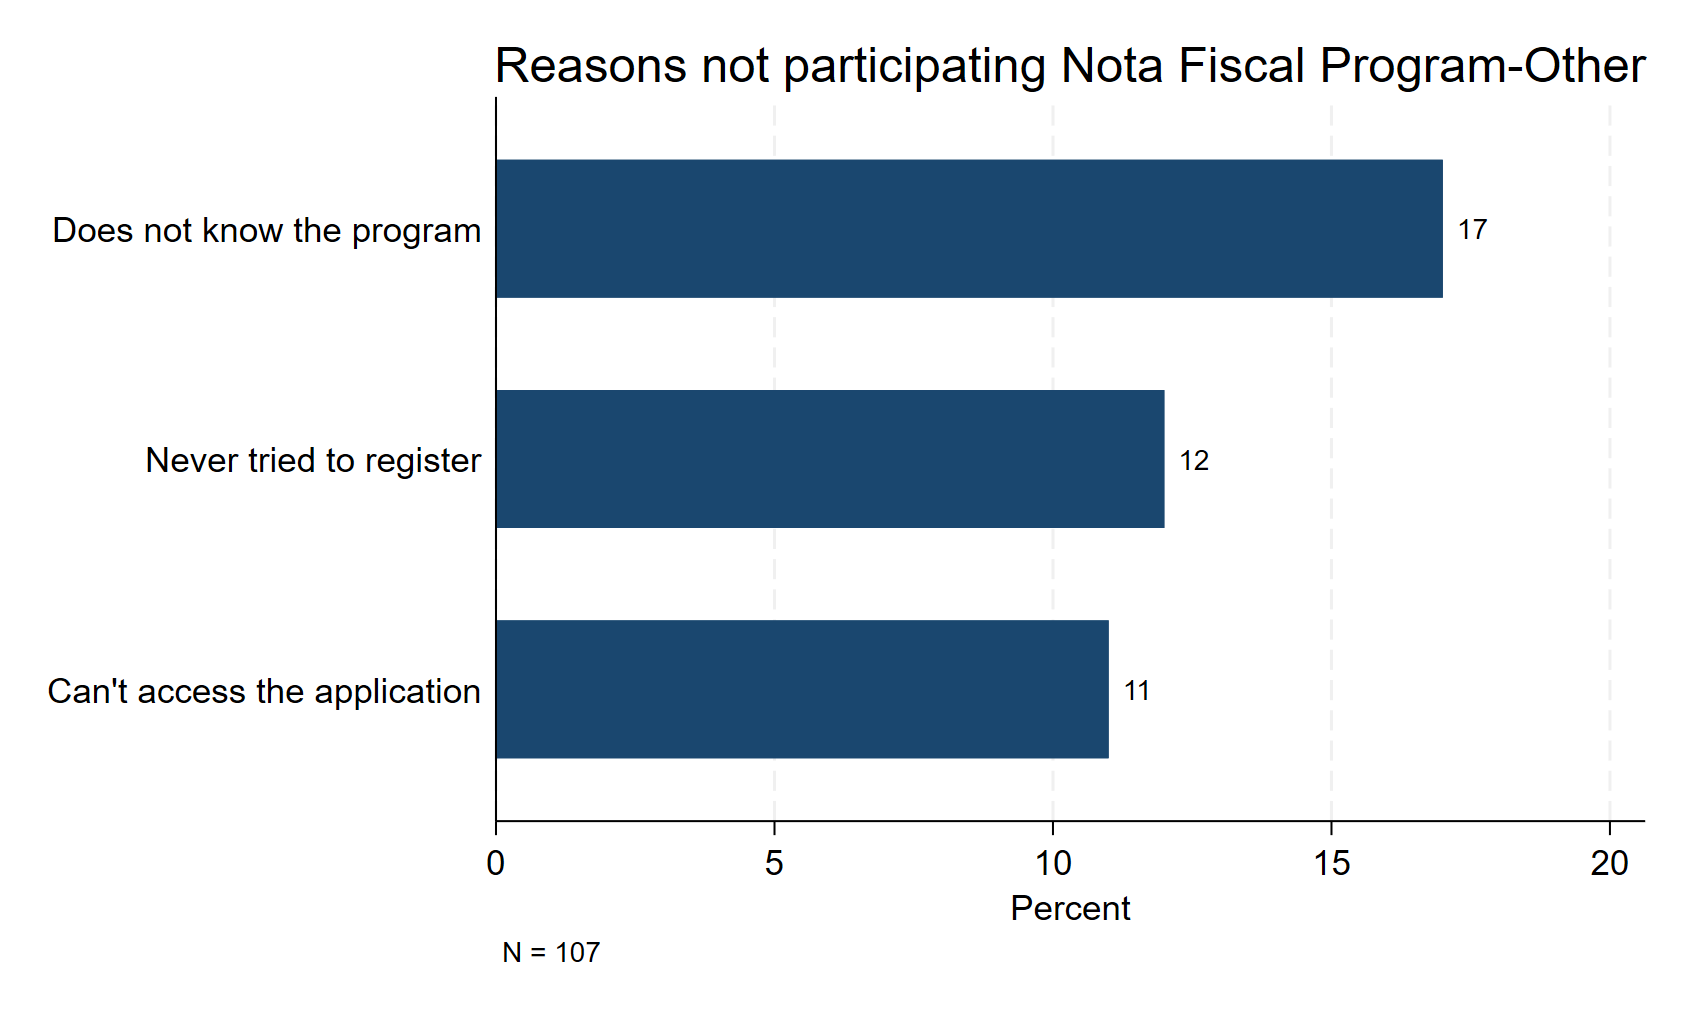 Reasons not participating Nota Fiscal Program-Other
Does not know the program
17
Never tried to register
12
Can't access the application
11
0 5 10 15 20
Percent
N = 107